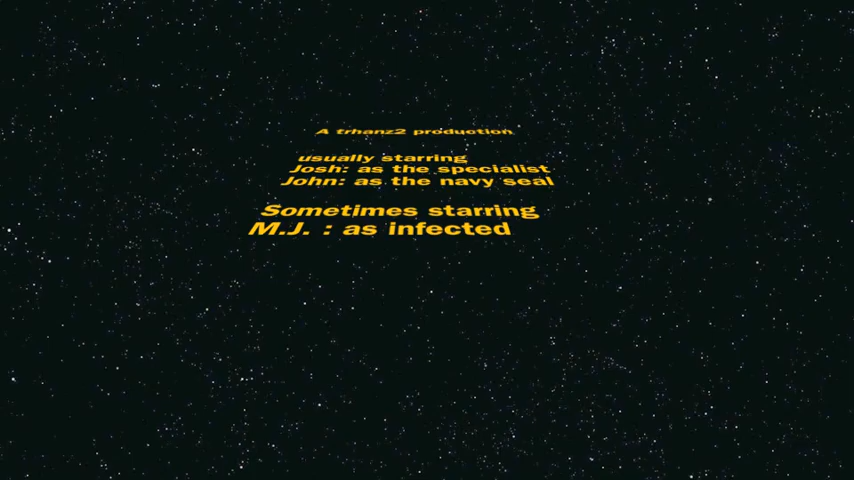 A trhanz2 production
usually starring
Josh: as the specialist
John: as the navy seal
Sometimes starring
M.J. : as infected